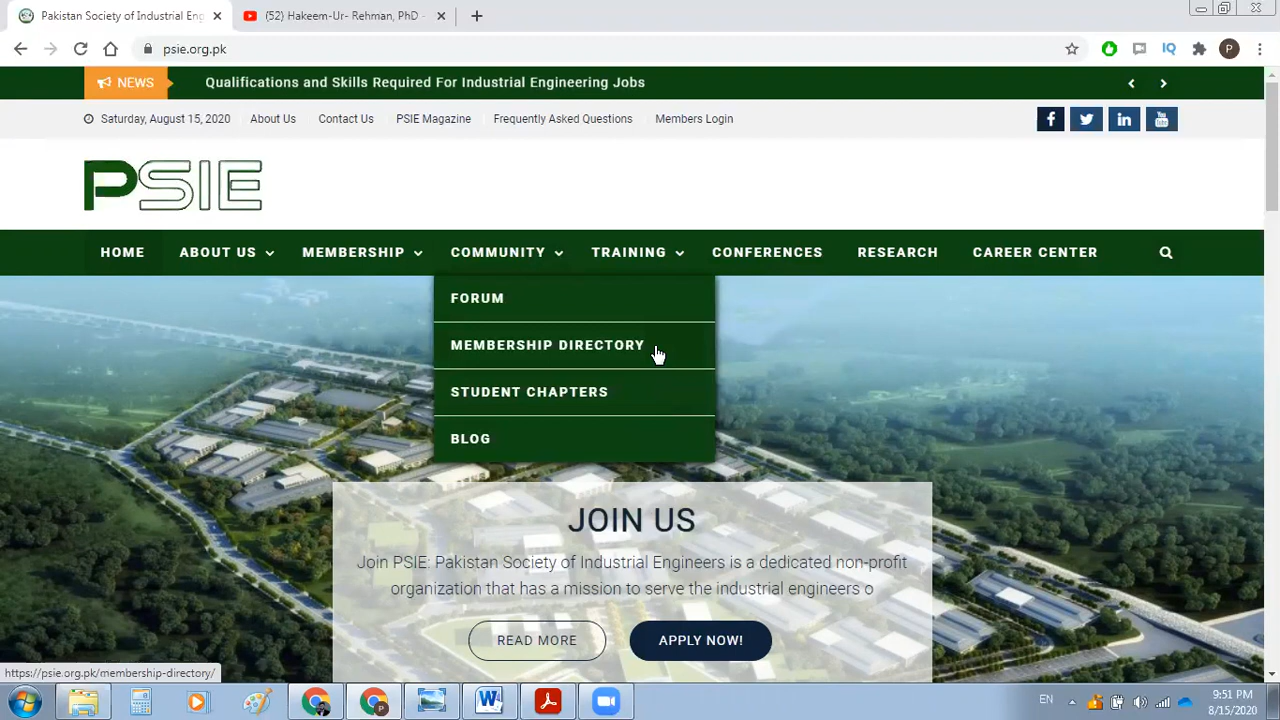 Pakistan Society of Industrial Eng
(52) Hakeem-Ur- Rehman, PhD -
psie.org.pk
IQ
P
NEWS
Qualifications and Skills Required For Industrial Engineering Jobs
Saturday, August 15, 2020
About Us
Contact Us
PSIE Magazine
Frequently Asked Questions
Members Login
PSIE
HOME
ABOUT US
MEMBERSHIP
COMMUNITY
TRAINING
CONFERENCES
RESEARCH
CAREER CENTER
FORUM
MEMBERSHIP DIRECTORY
STUDENT CHAPTERS
BLOG
JOIN US
Join PSIE: Pakistan Society of Industrial Engineers is a dedicated non-profit
organization that has a mission to serve the industrial engineers o
READ MORE
APPLY NOW!
https://psie.org.pk/membership-directory/
EN
9:51 PM
8/15/2020